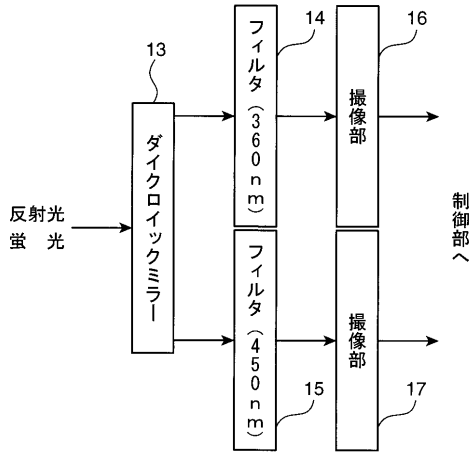 13
14
16
反射光
蛍　光
ダイクロイックミラー
フィルタ（360nm）
撮像部
フィルタ（450nm）
撮像部
制御部へ
15
17